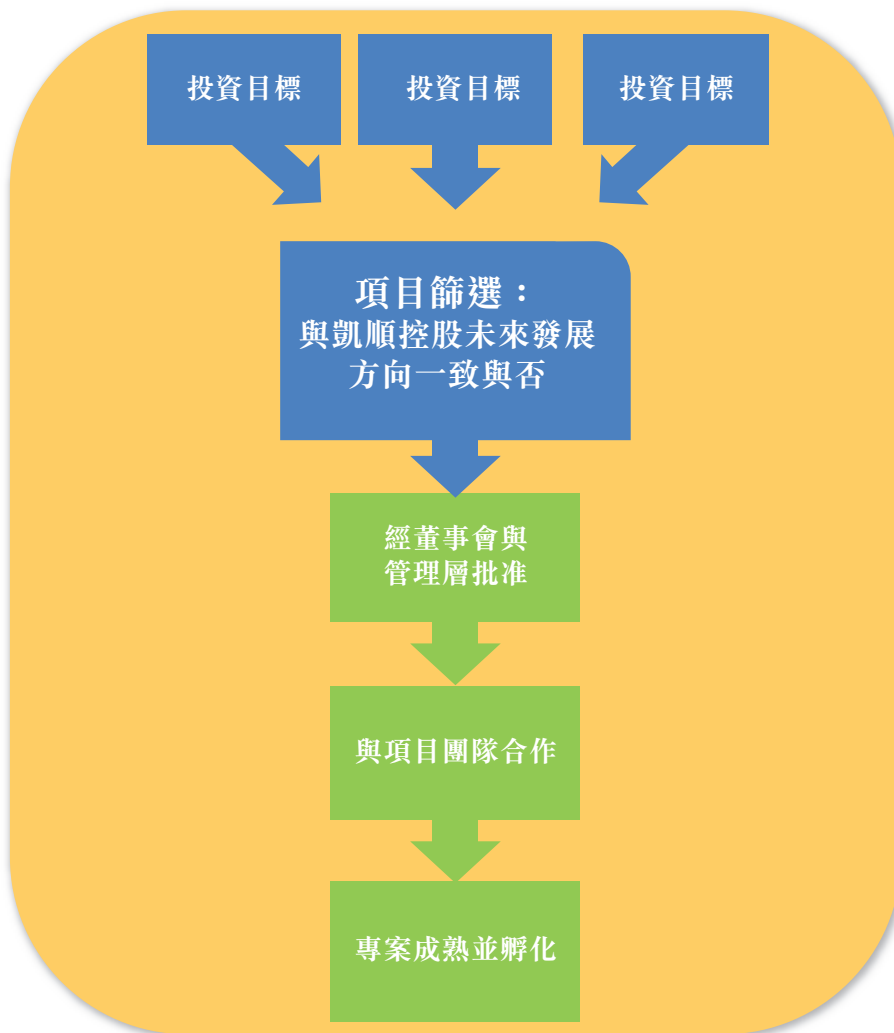 投資目標
投資目標
投資目標
項目篩選：
與凱順控股未來發展
方向一致與否
經董事會與
管理層批准
與項目團隊合作
專案成熟並孵化